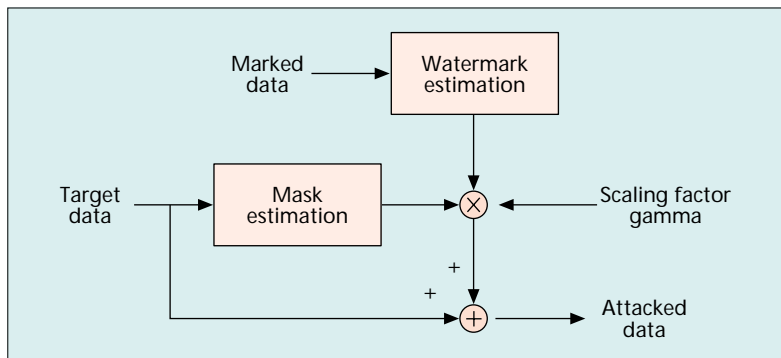 Marked
data
Watermark
estimation
Target
data
Mask
estimation
×
Scaling factor
gamma
+
+
+
Attacked
data